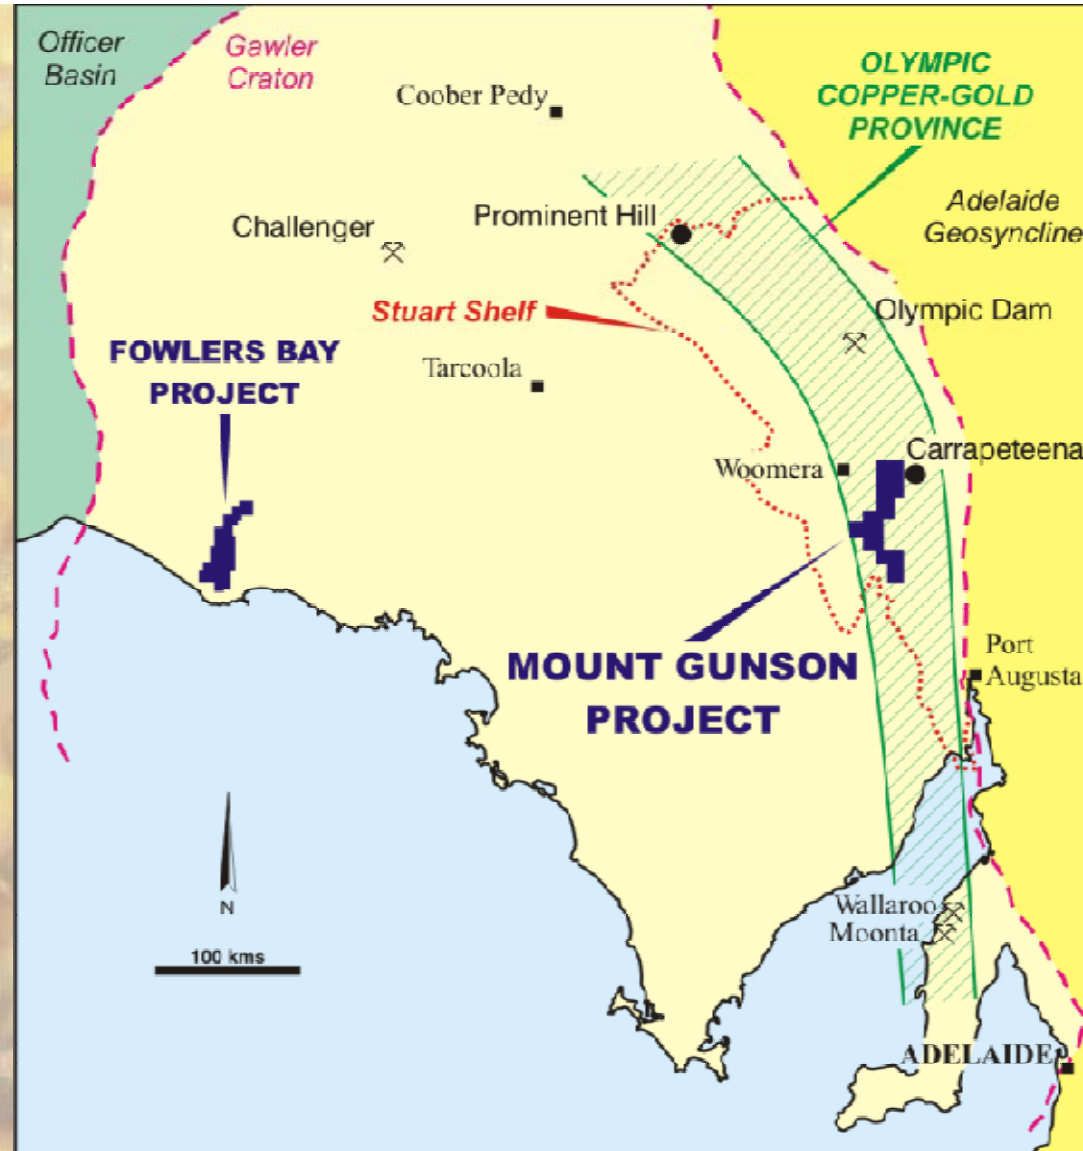 Officer
Basin
Gawler
Craton
Coober Pedy
OLYMPIC
COPPER-GOLD
PROVINCE
Adelaide
Geosyncline
Challenger
Prominent Hill
Stuart Shelf
Olympic Dam
FOWLERS BAY
PROJECT
Tarcoola
Woomera
Carrapeteena
MOUNT GUNSON
PROJECT
Port
Augusta
N
100 kms
Wallaroo
Moonta
ADELAIDE